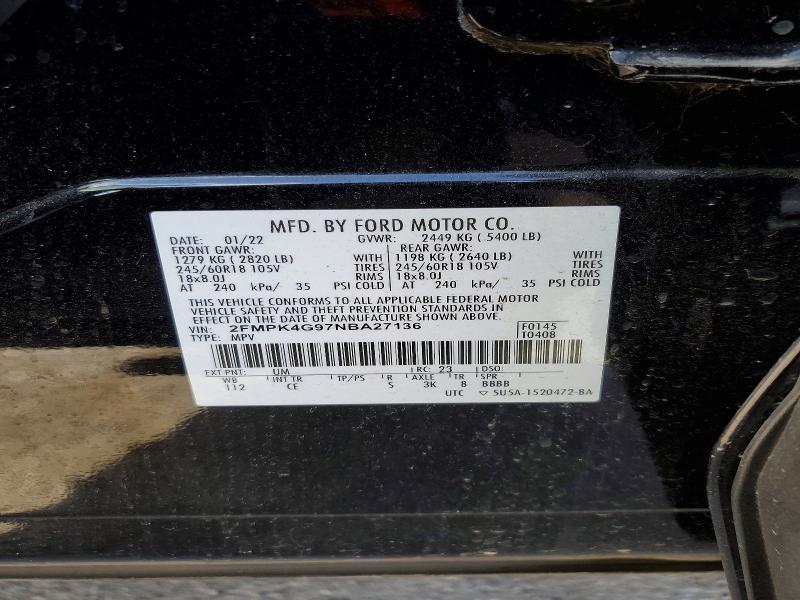 MFD. BY FORD MOTOR CO.
DATE: 01/22 GVWR: 2449 KG ( 5400 LB)
FRONT GAWR: REAR GAWR:
1279 KG ( 2820 LB) WITH 1198 KG ( 2640 LB) WITH
245/60R18 105V TIRES 245/60R18 105V TIRES
18x8.0J RIMS 18x8.0J RIMS
AT 240 kPa/ 35 PSI COLD AT 240 kPa/ 35 PSI COLD
THIS VEHICLE CONFORMS TO ALL APPLICABLE FEDERAL MOTOR
VEHICLE SAFETY AND THEFT PREVENTION STANDARDS IN
EFFECT ON THE DATE OF MANUFACTURE SHOWN ABOVE.
VIN: 2FMPK4G97NBA27136 F0145
TYPE: MPV T0408
EXT PNT: UM RC: 23 DSO:
WB INT TR TP/PS R AXLE TR SPR
112 CE S 3K 8 BBBB
UTC ▽ 5U5A-1520472-BA